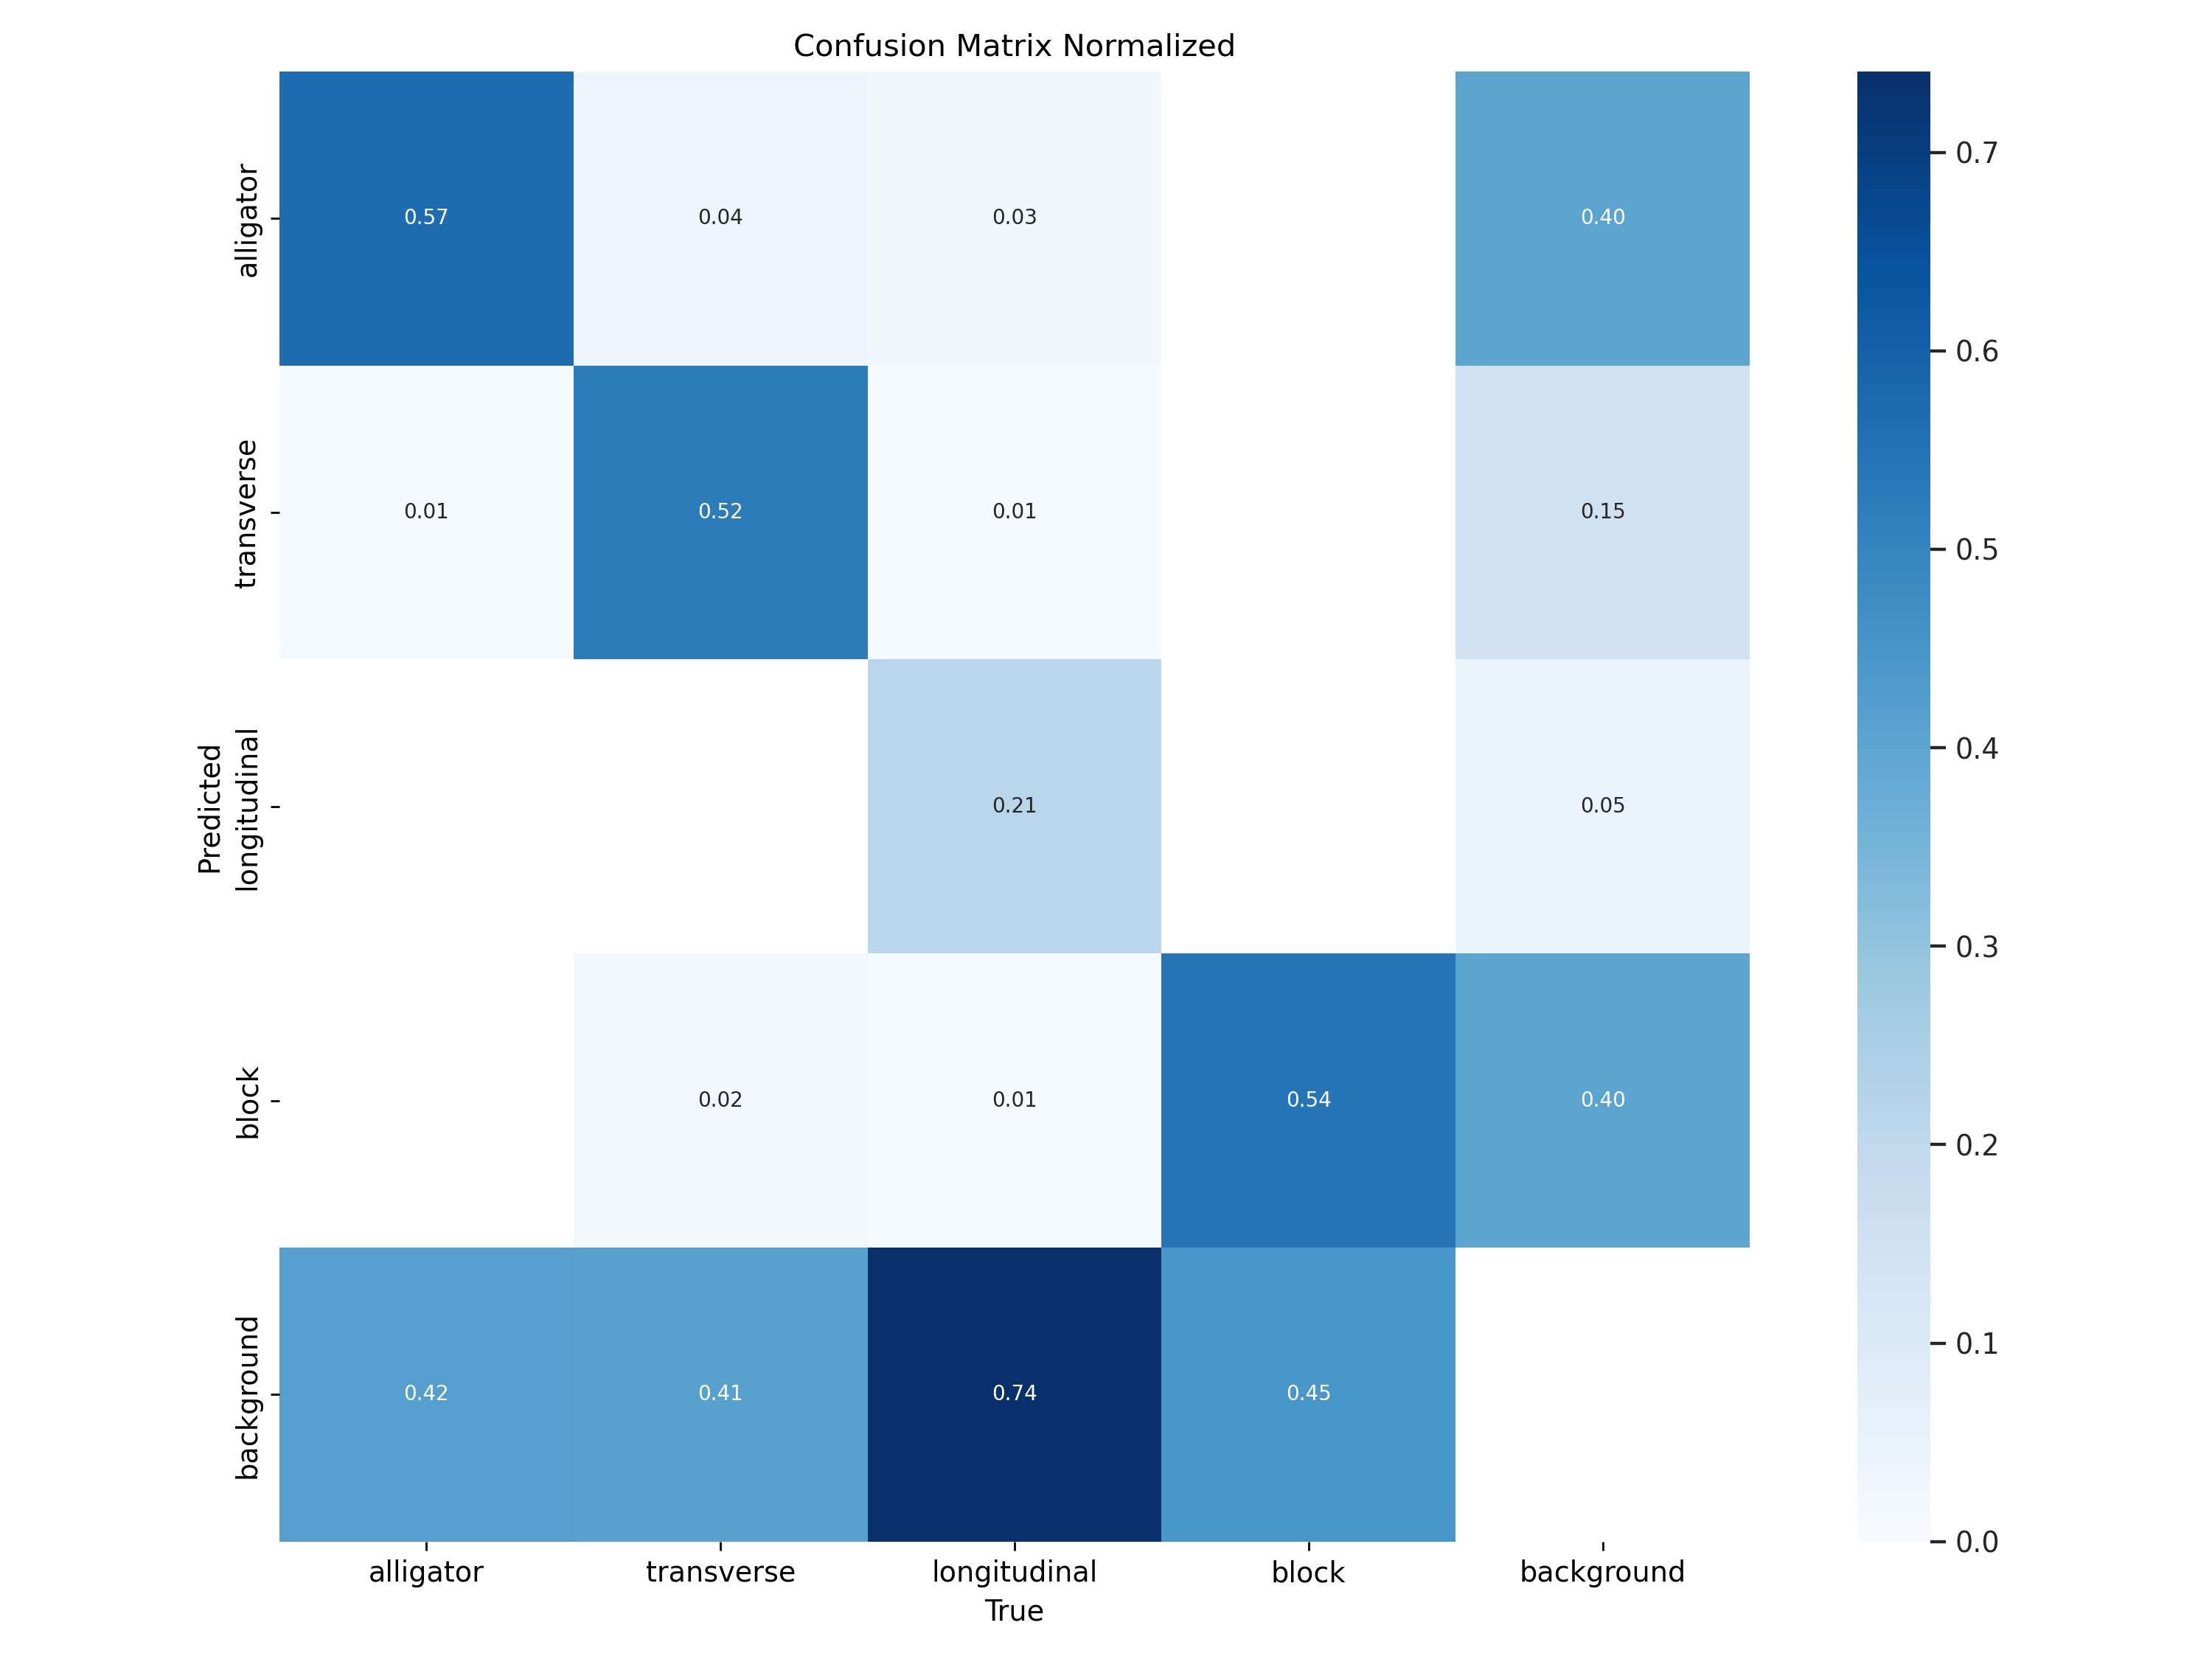 Confusion Matrix Normalized
alligator
0.57
0.04
0.03
0.40
transverse
0.01
0.52
0.01
0.15
Predicted
longitudinal
0.21
0.05
block
0.02
0.01
0.54
0.40
background
0.42
0.41
0.74
0.45
alligator
transverse
longitudinal
block
background
True
0.7
0.6
0.5
0.4
0.3
0.2
0.1
0.0